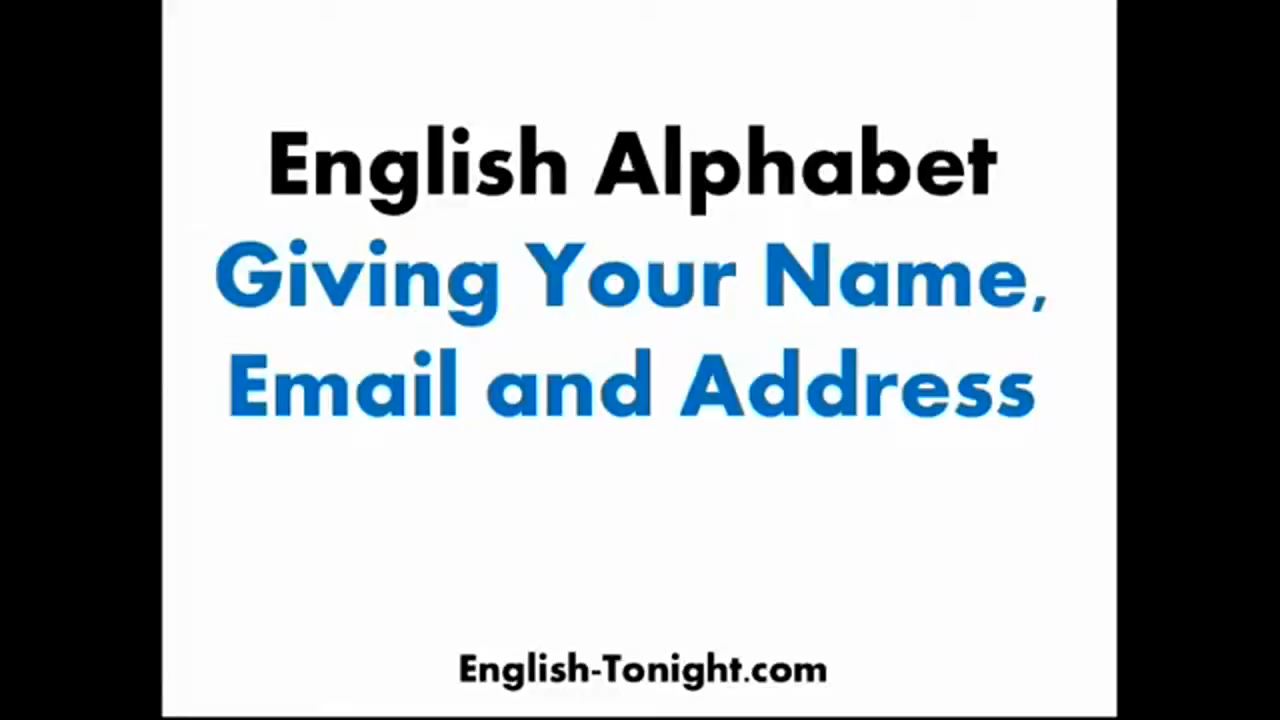 English Alphabet
Giving Your Name,
Email and Address
English-Tonight.com